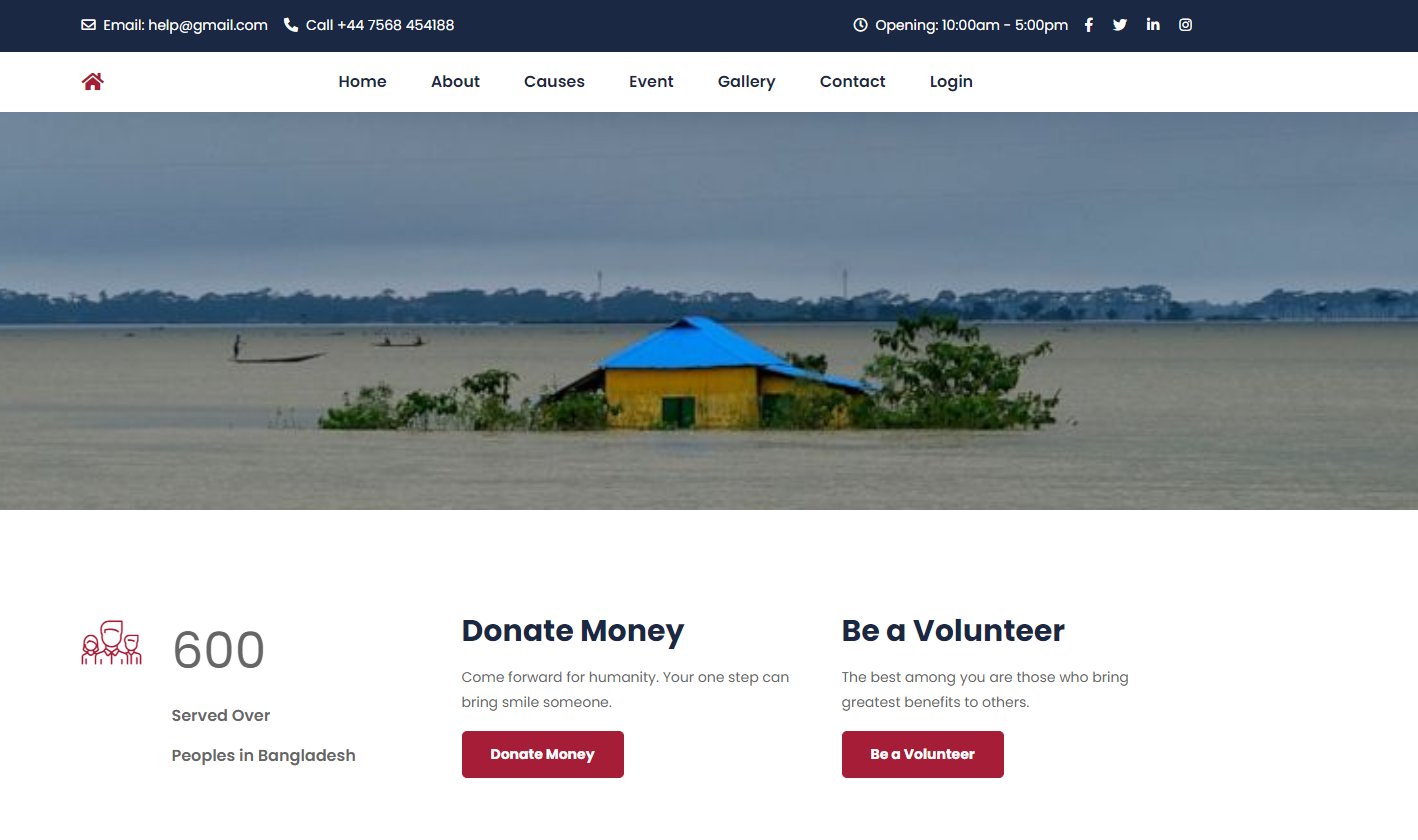 Email: help@gmail.com Call +44 7568 454188 Opening: 10:00am - 5:00pm
Home About Causes Event Gallery Contact Login
600
Served Over
Peoples in Bangladesh
Donate Money
Come forward for humanity. Your one step can
bring smile someone.
Donate Money
Be a Volunteer
The best among you are those who bring
greatest benefits to others.
Be a Volunteer